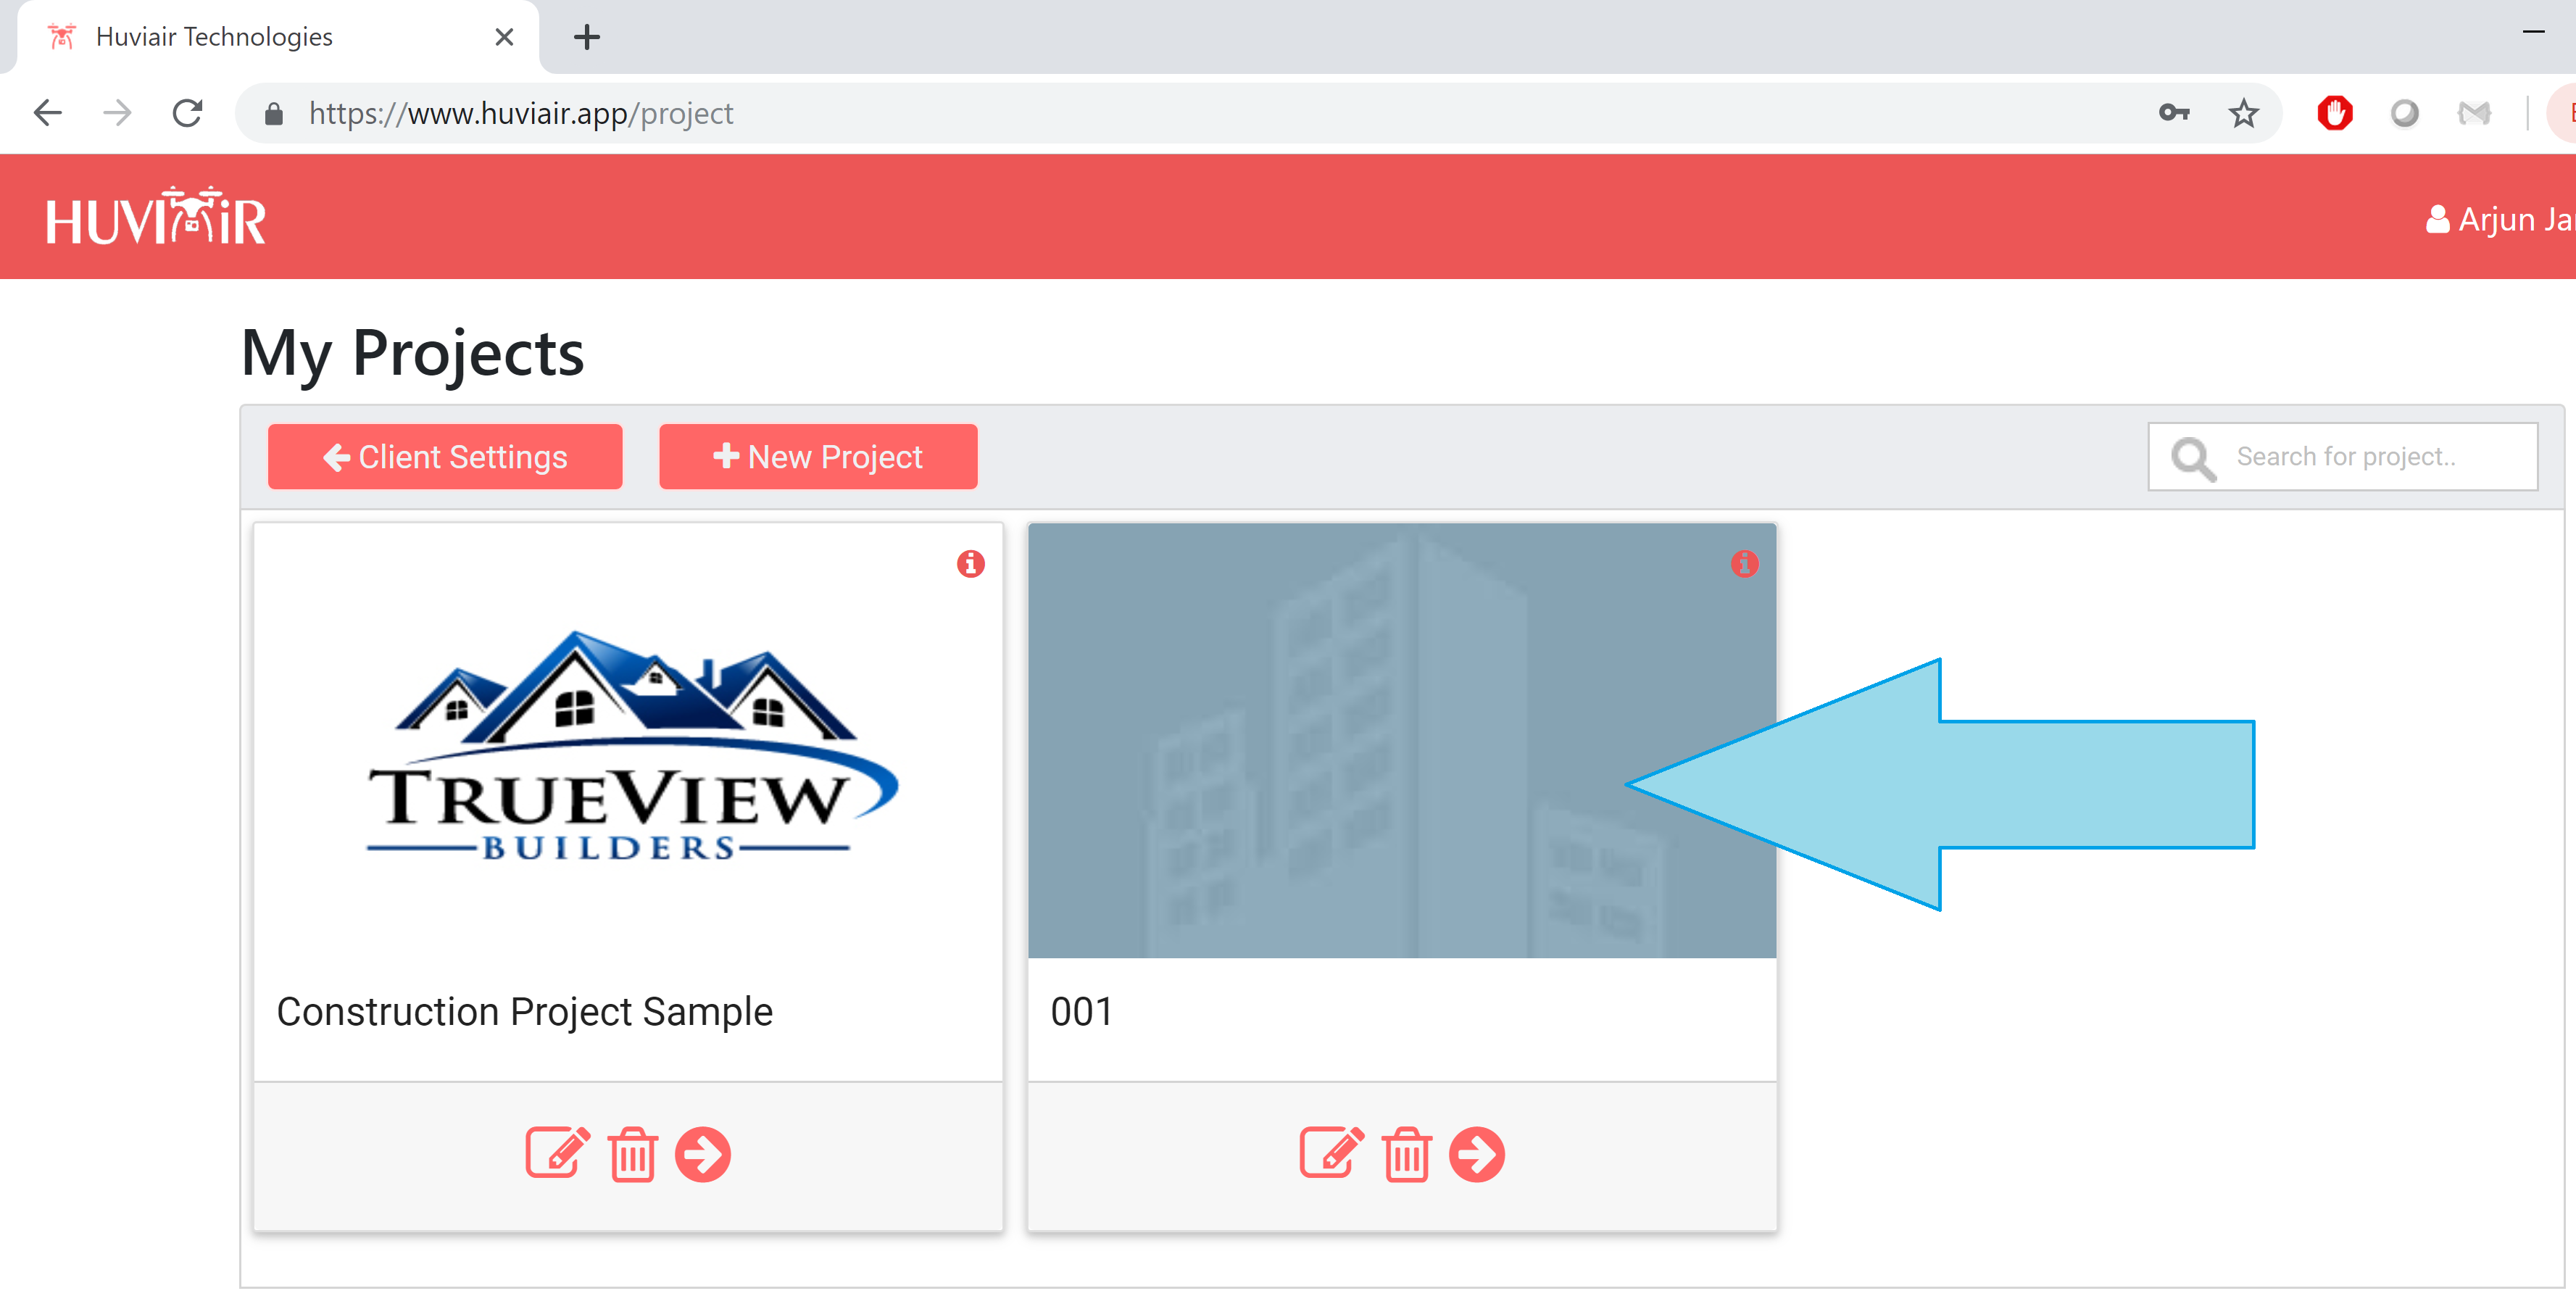 Huviair Technologies
https://www.huviair.app/project
HUVIAIR
Arjun Ja
My Projects
Client Settings
New Project
Search for project..
TRUEVIEW
BUILDERS
Construction Project Sample
001